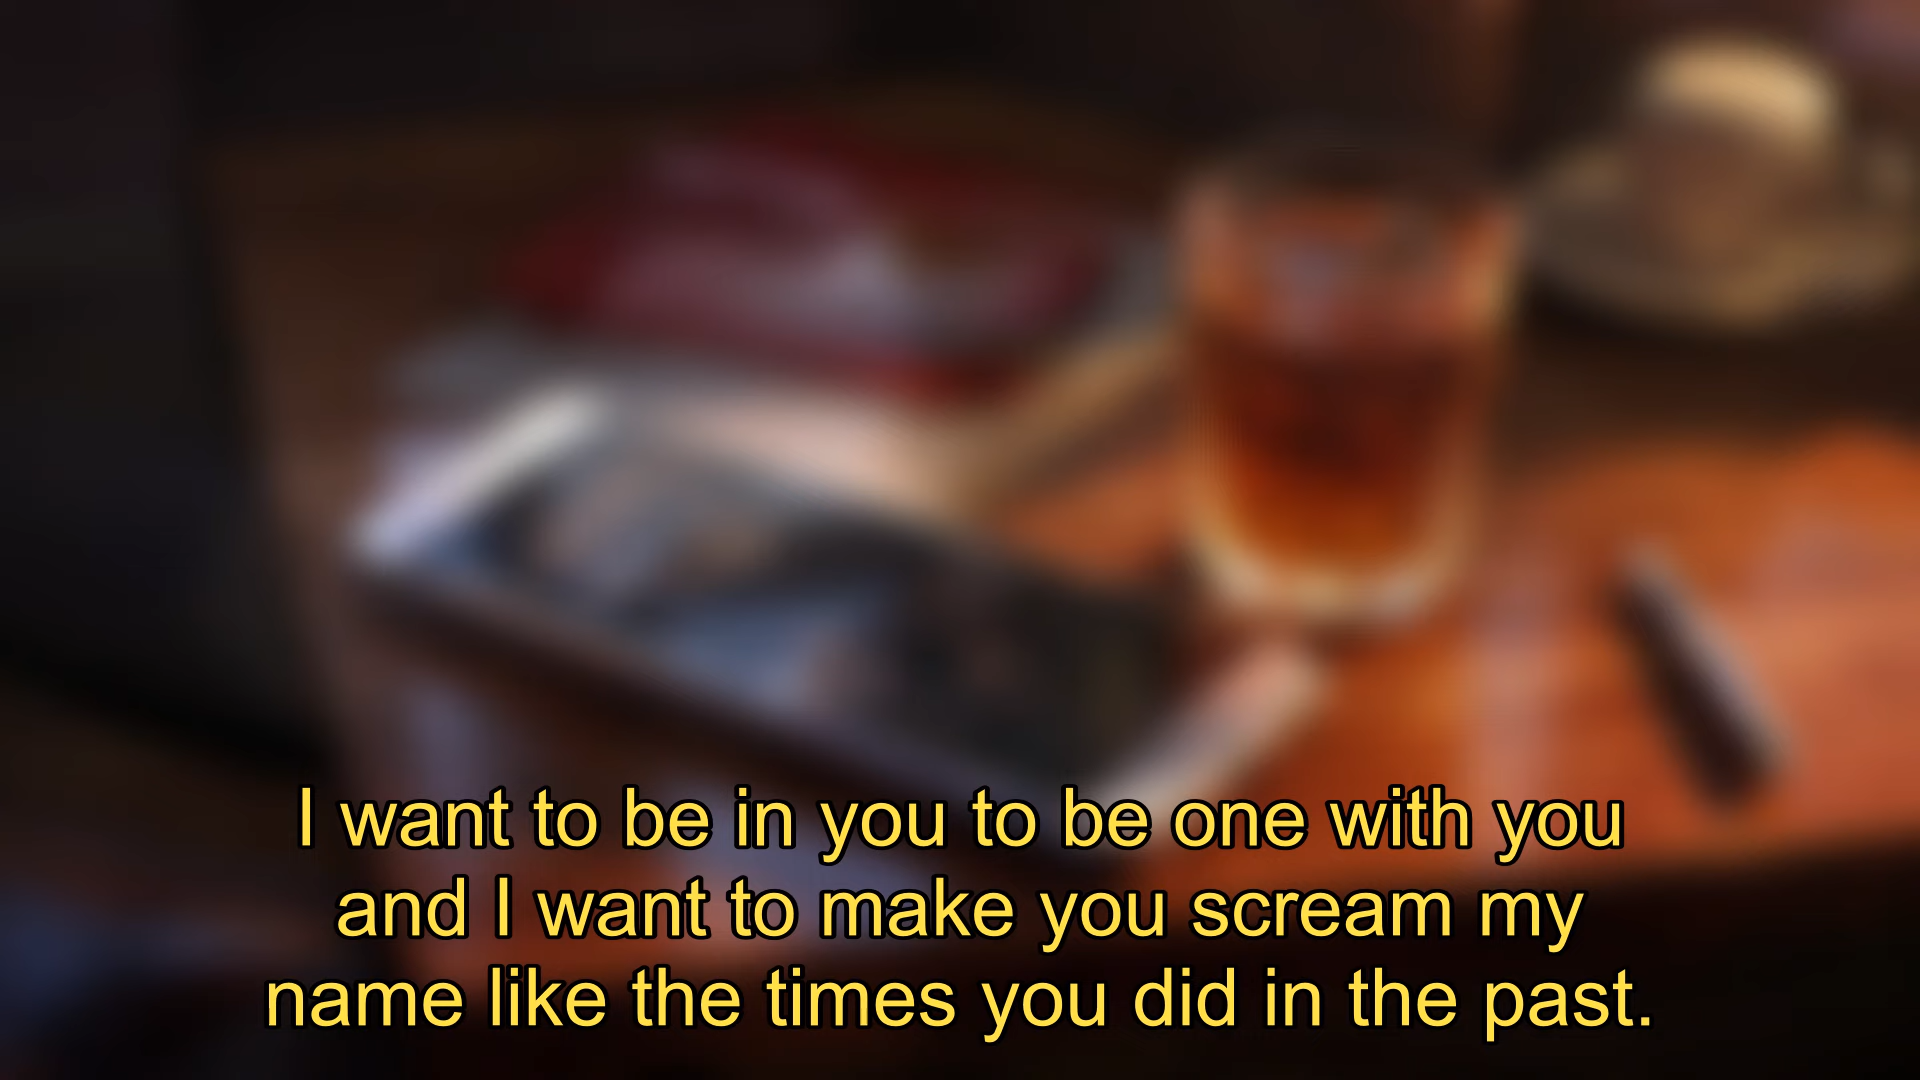 I want to be in you to be one with you
and I want to make you scream my
name like the times you did in the past.